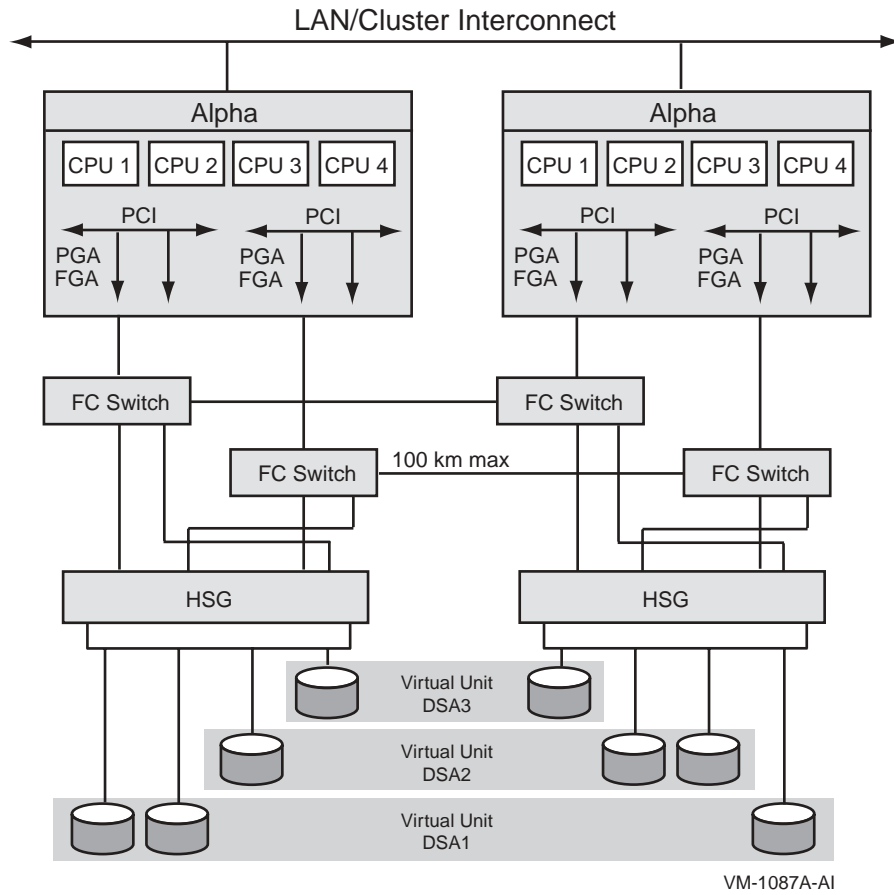 LAN/Cluster Interconnect
Alpha
Alpha
CPU 1 CPU 2 CPU 3 CPU 4
CPU 1 CPU 2 CPU 3 CPU 4
PCI
PCI
PCI
PCI
PGA
FGA
PGA
FGA
PGA
FGA
PGA
FGA
FC Switch
FC Switch
FC Switch
100 km max
FC Switch
HSG
HSG
Virtual Unit
DSA3
Virtual Unit
DSA2
Virtual Unit
DSA1
VM-1087A-AI